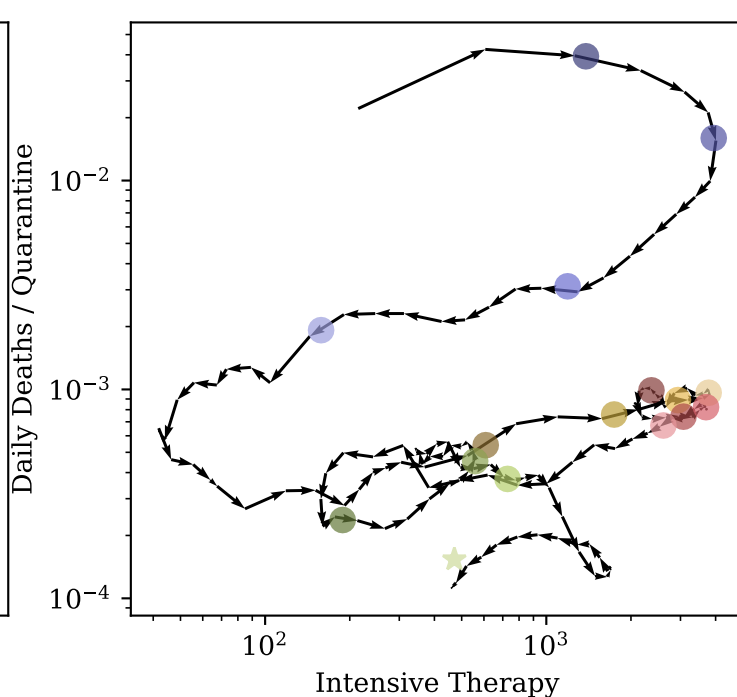 Daily Deaths / Quarantine
10⁻²
10⁻³
10⁻⁴
10² 10³
Intensive Therapy